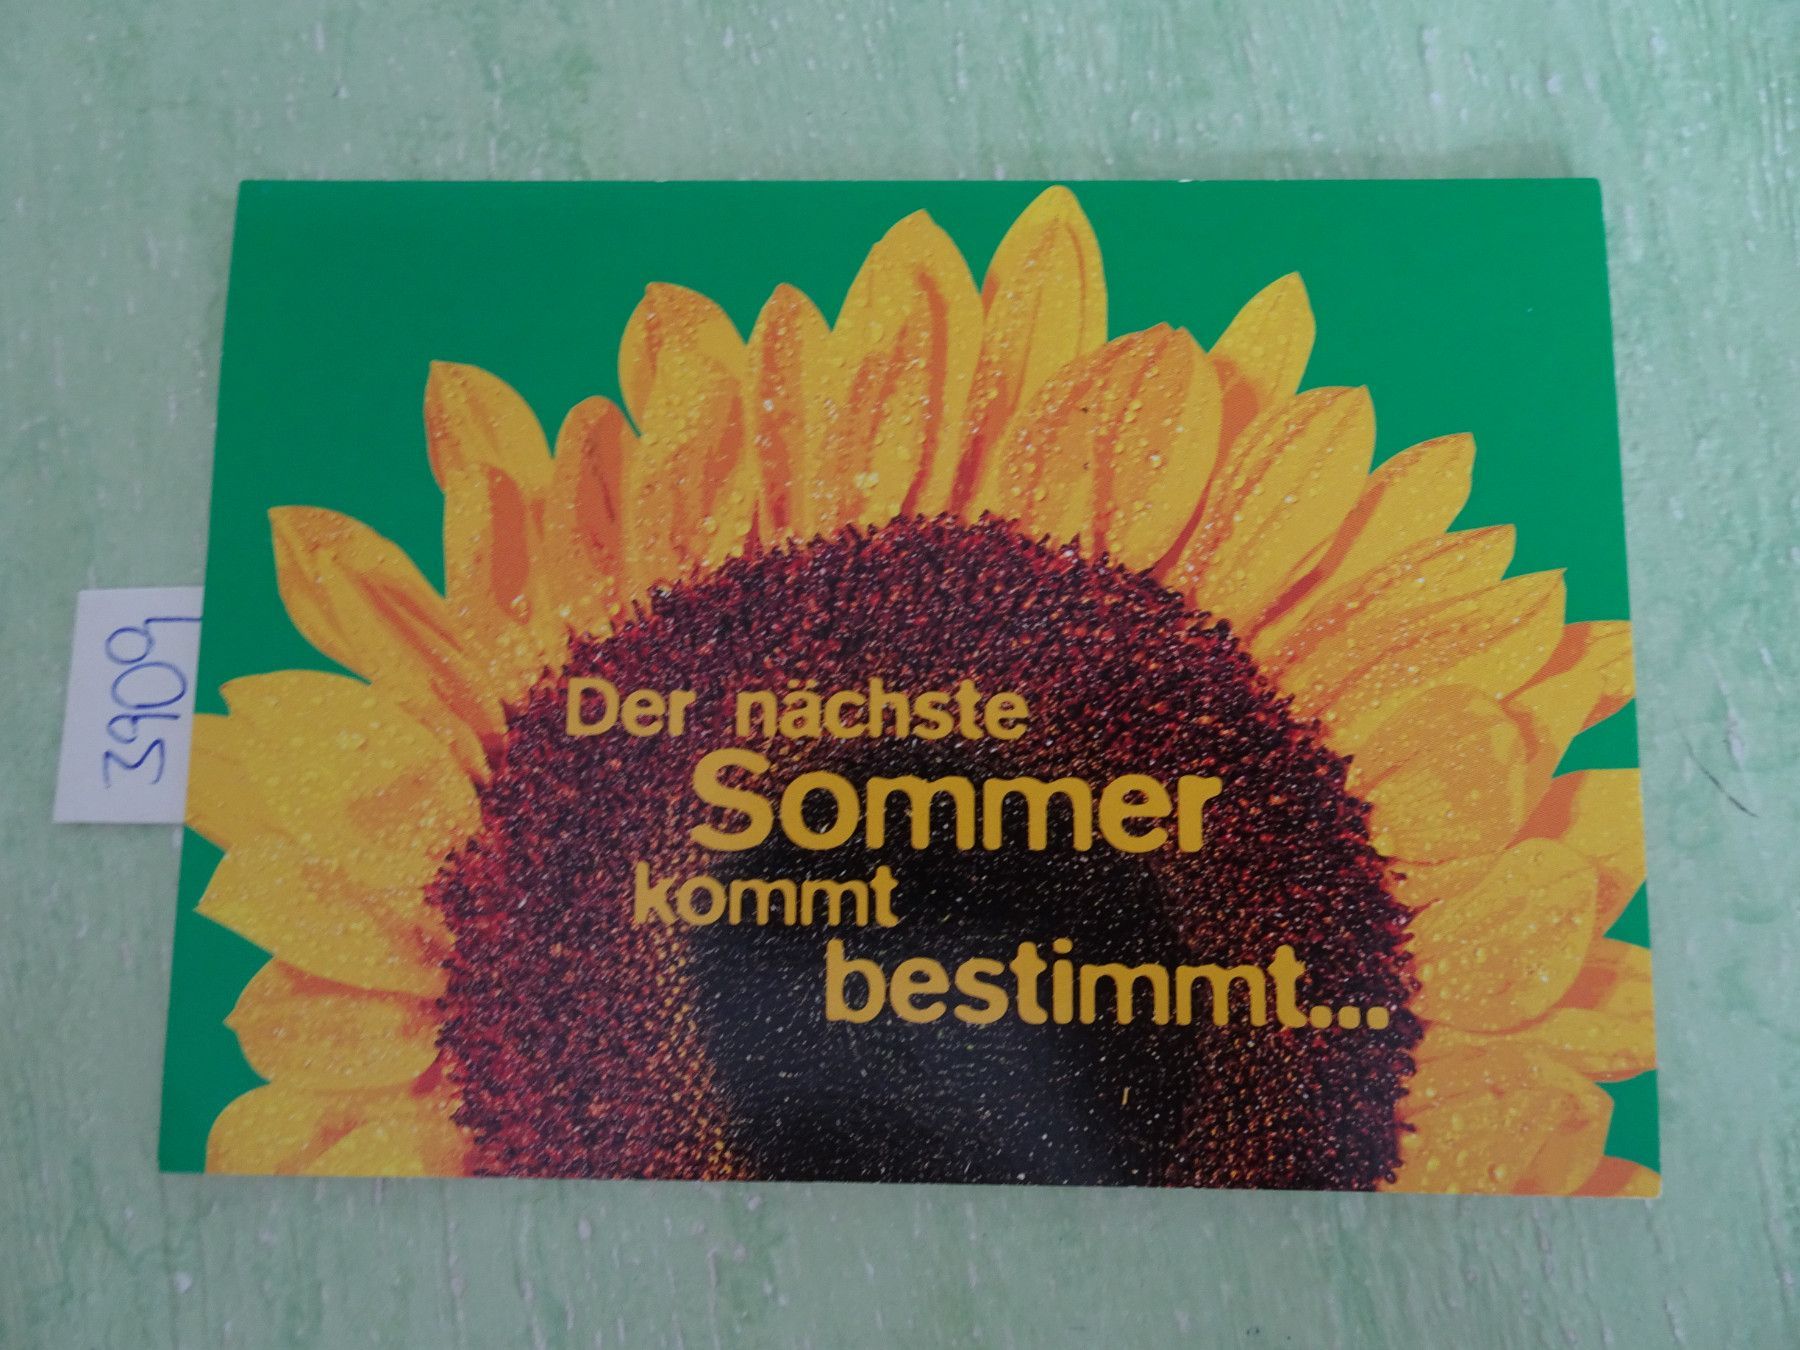 Der nächste
Sommer
kommt
bestimmt...
3909